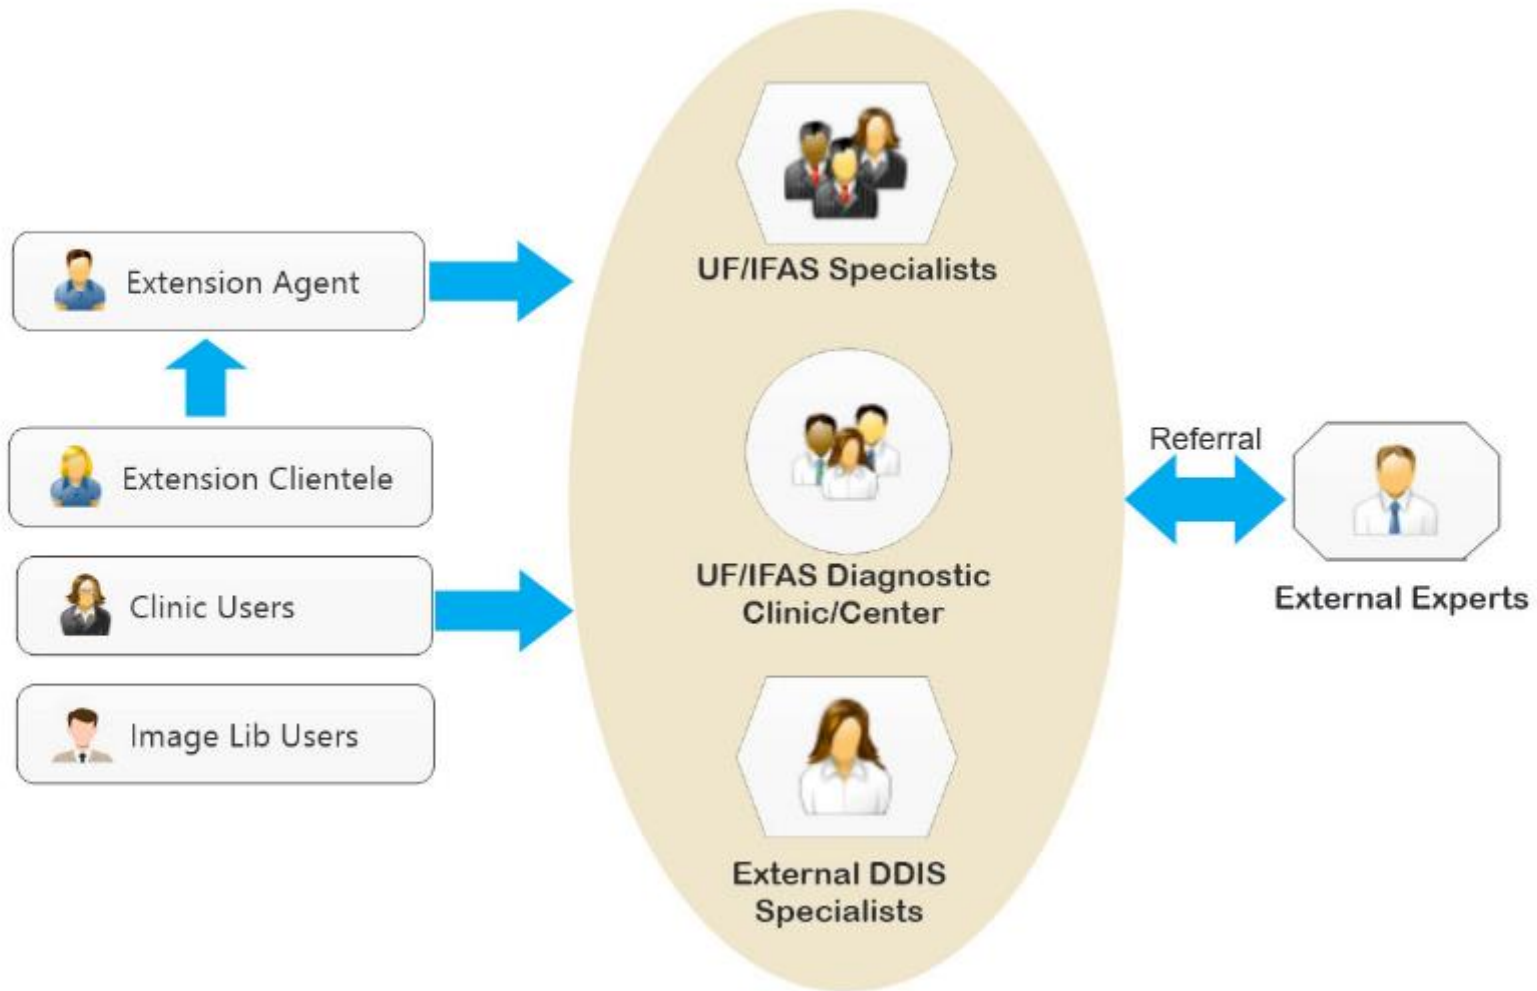 UF/IFAS Specialists
Extension Agent
Extension Clientele
Clinic Users
Image Lib Users
UF/IFAS Diagnostic
Clinic/Center
External DDIS
Specialists
Referral
External Experts